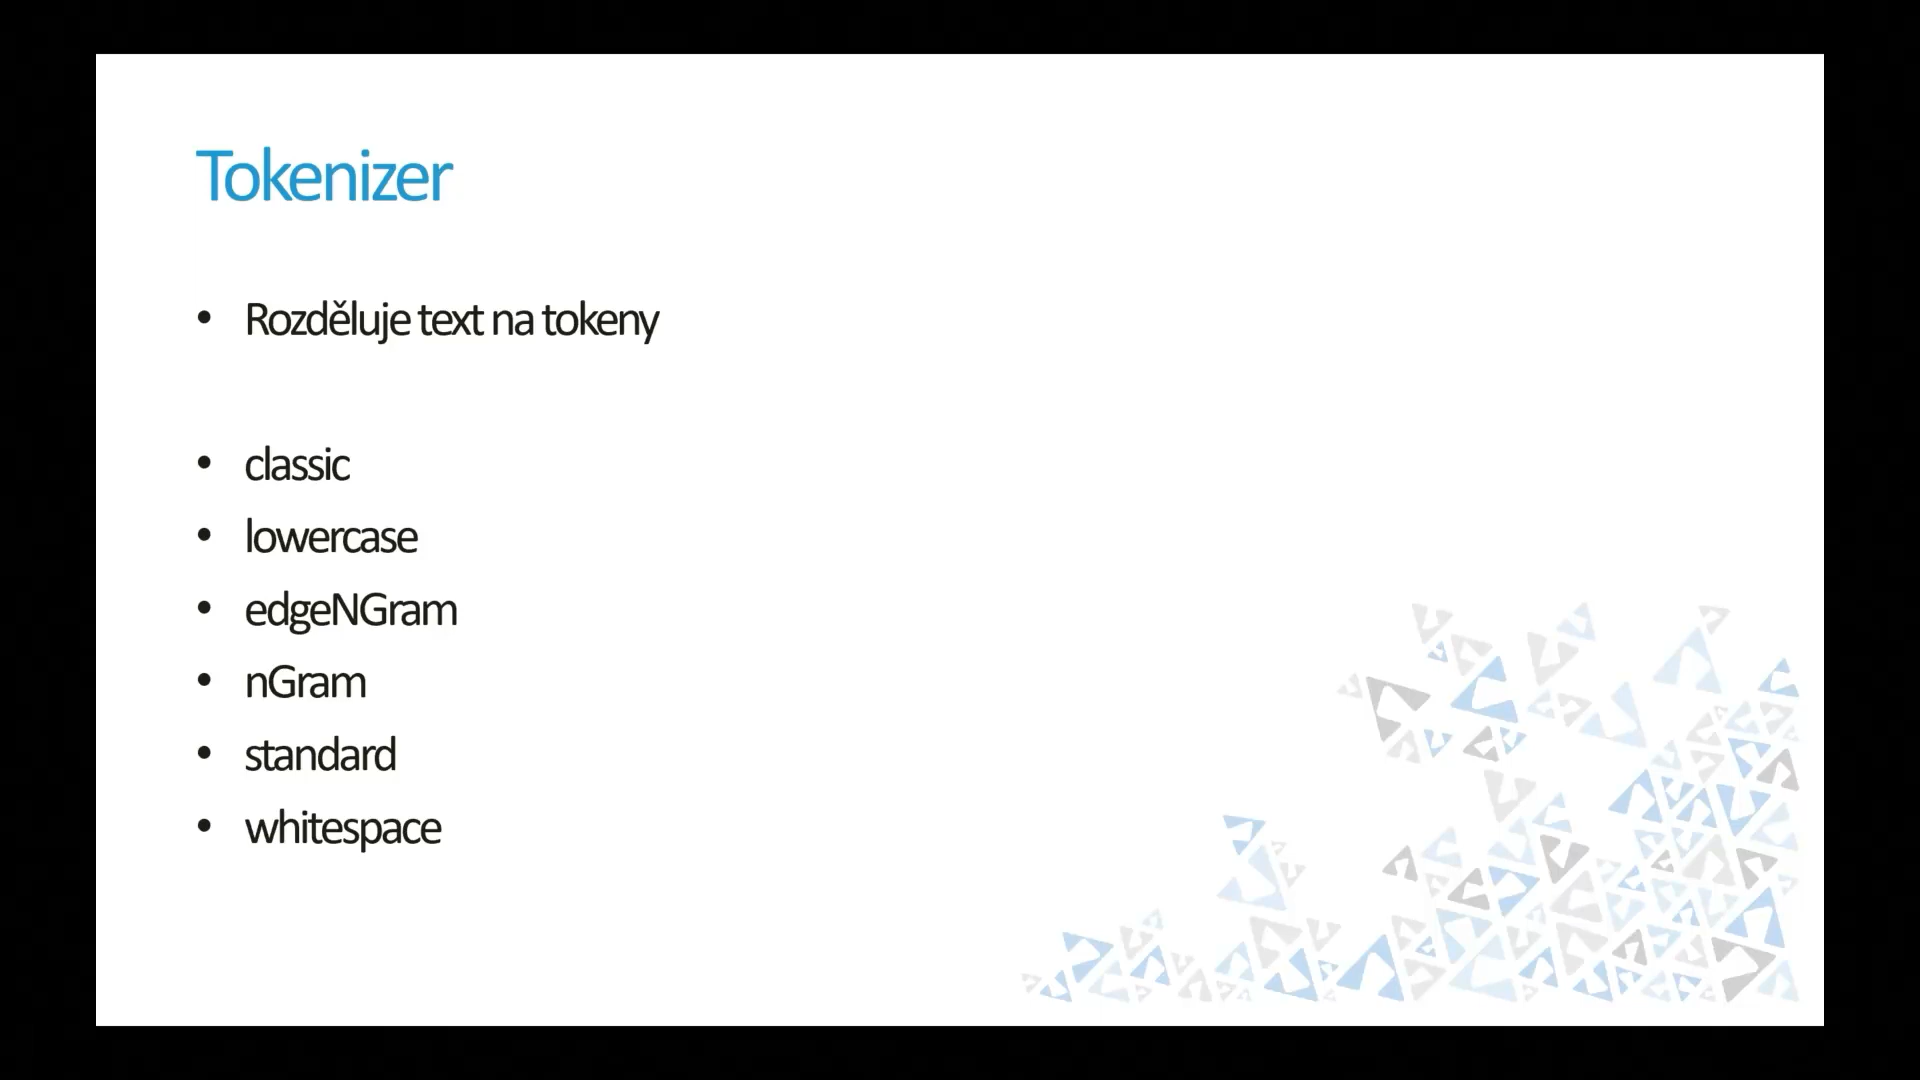 Tokenizer
• Rozděluje text na tokeny
• classic
• lowercase
• edgeNGram
• nGram
• standard
• whitespace